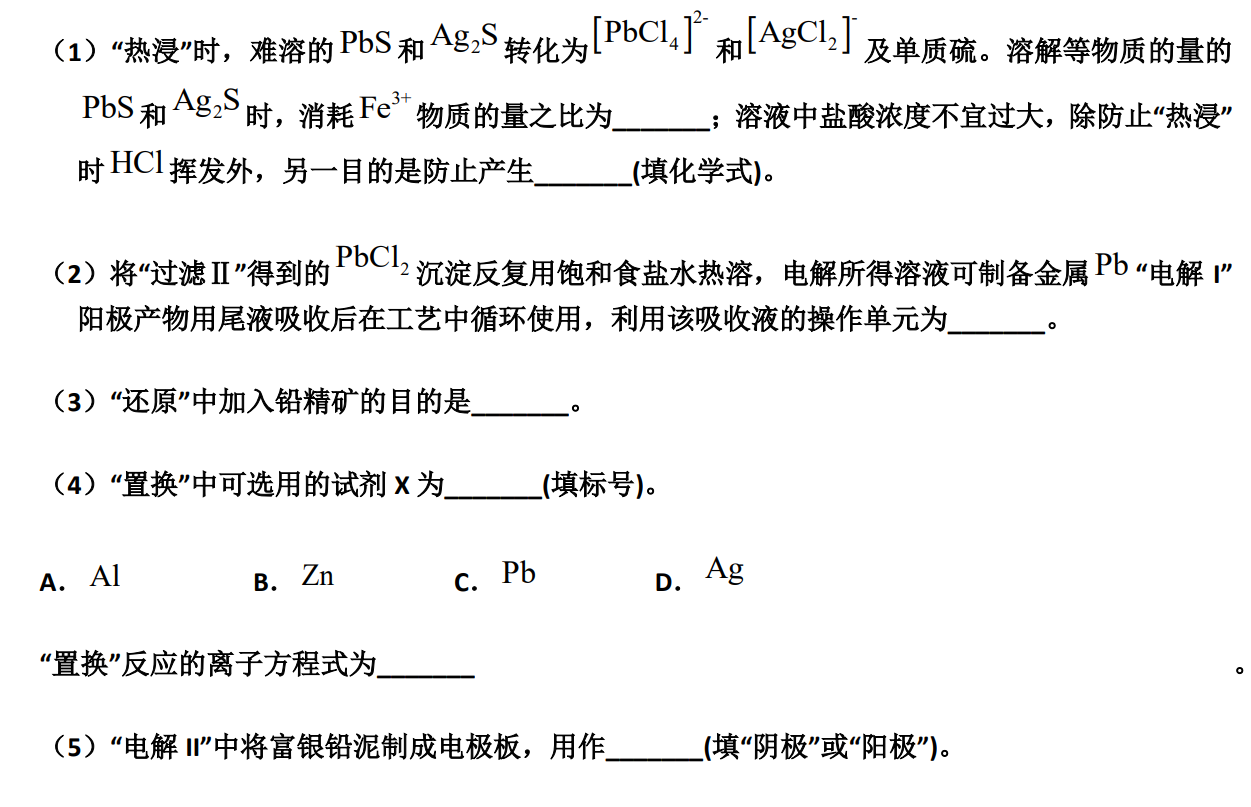 （1）“热浸”时，难溶的 PbS 和 Ag₂S 转化为 [PbCl₄]²⁻ 和 [AgCl₂]⁻ 及单质硫。溶解等物质的量的
PbS 和 Ag₂S 时，消耗 Fe³⁺ 物质的量之比为_______；溶液中盐酸浓度不宜过大，除防止“热浸”
时 HCl 挥发外，另一目的是防止产生_______(填化学式)。
（2）将“过滤Ⅱ”得到的 PbCl₂ 沉淀反复用饱和食盐水热溶，电解所得溶液可制备金属 Pb “电解 I”
阳极产物用尾液吸收后在工艺中循环使用，利用该吸收液的操作单元为_______。
（3）“还原”中加入铅精矿的目的是_______。
（4）“置换”中可选用的试剂 X 为_______(填标号)。
A. Al B. Zn C. Pb D. Ag
“置换”反应的离子方程式为_______ 。
（5）“电解 II”中将富银铅泥制成电极板，用作_______(填“阴极”或“阳极”)。